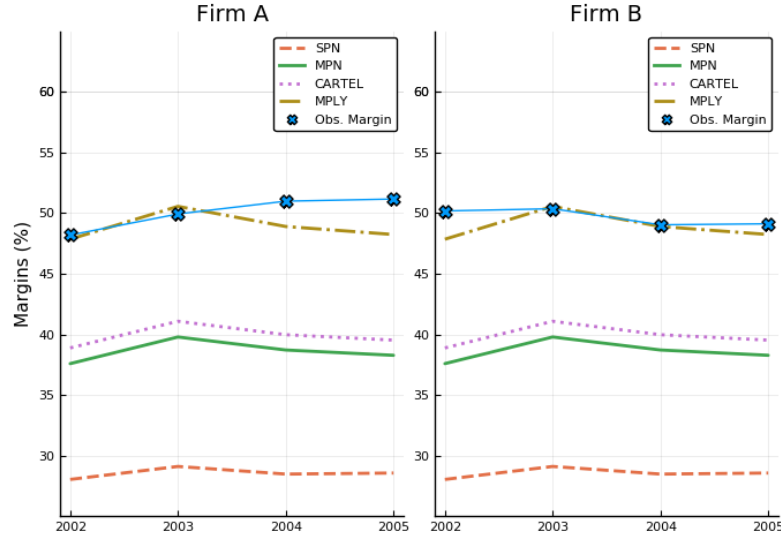 Firm A
SPN
MPN
CARTEL
MPLY
Obs. Margin
Margins (%)
60
55
50
45
40
35
30
2002
2003
2004
2005
Firm B
SPN
MPN
CARTEL
MPLY
Obs. Margin
60
55
50
45
40
35
30
2002
2003
2004
2005